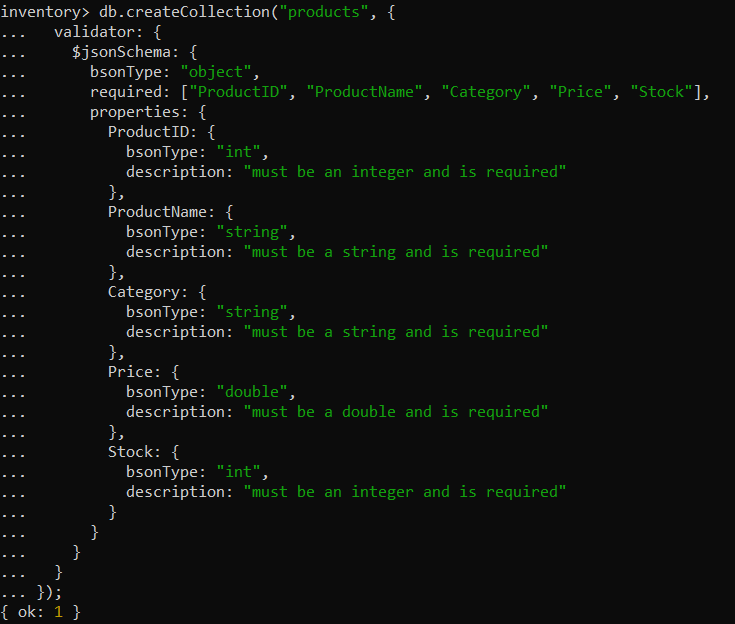 inventory> db.createCollection("products", {
...   validator: {
...     $jsonSchema: {
...       bsonType: "object",
...       required: ["ProductID", "ProductName", "Category", "Price", "Stock"],
...       properties: {
...         ProductID: {
...           bsonType: "int",
...           description: "must be an integer and is required"
...         },
...         ProductName: {
...           bsonType: "string",
...           description: "must be a string and is required"
...         },
...         Category: {
...           bsonType: "string",
...           description: "must be a string and is required"
...         },
...         Price: {
...           bsonType: "double",
...           description: "must be a double and is required"
...         },
...         Stock: {
...           bsonType: "int",
...           description: "must be an integer and is required"
...         }
...       }
...     }
...   }
... });
{ ok: 1 }